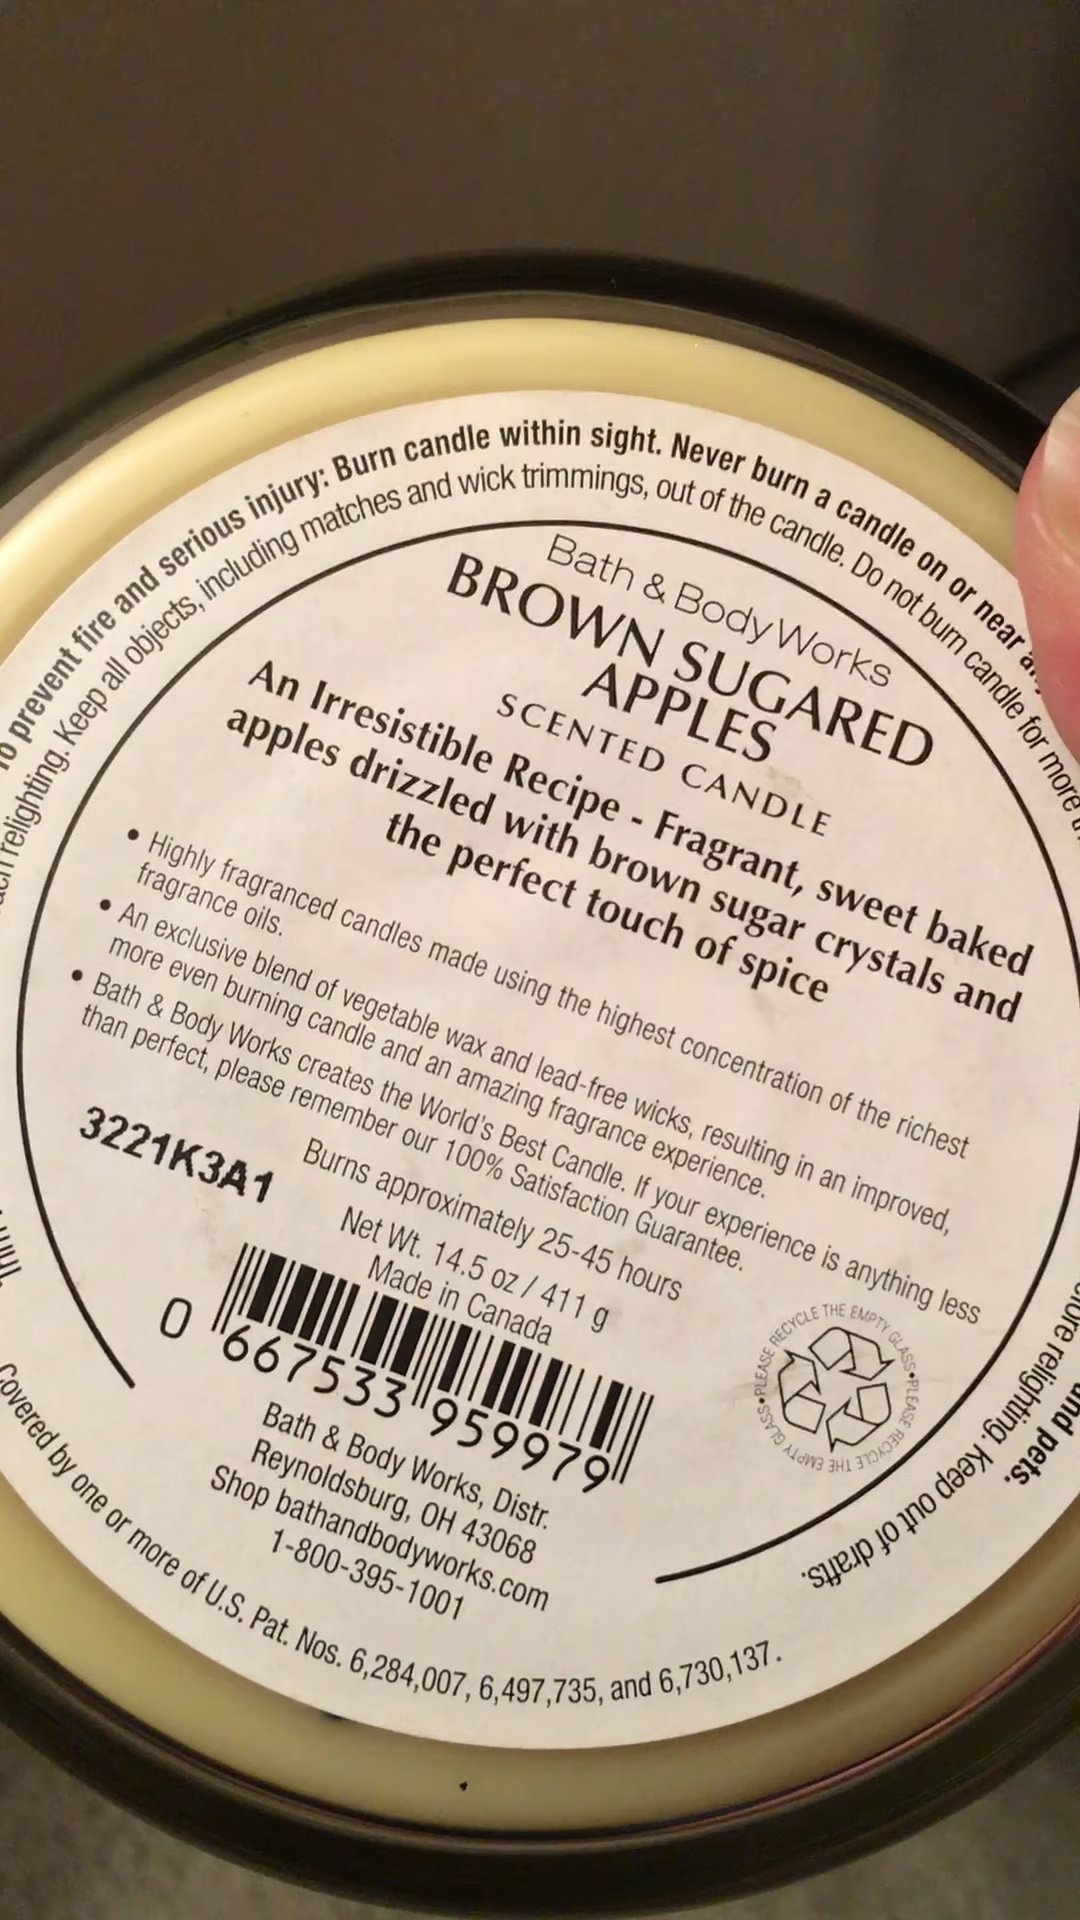 To prevent fire and serious injury: Burn candle within sight. Never burn a candle on or near
relighting. Keep all objects, including matches and wick trimmings, out of the candle. Do not burn candle for more
Bath & Body Works
BROWN SUGARED
APPLES
SCENTED CANDLE
An Irresistible Recipe - Fragrant, sweet baked
apples drizzled with brown sugar crystals and
the perfect touch of spice
• Highly fragranced candles made using the highest concentration of the richest
fragrance oils.
• An exclusive blend of vegetable wax and lead-free wicks, resulting in an improved,
more even burning candle and an amazing fragrance experience.
• Bath & Body Works creates the World's Best Candle. If your experience is anything less
than perfect, please remember our 100% Satisfaction Guarantee.
3221K3A1
Burns approximately 25-45 hours
Net Wt. 14.5 oz / 411 g
Made in Canada
0 667533 959979
PLEASE RECYCLE THE EMPTY GLASS•PLEASE RECYCLE THE EMPTY GLASS•
Bath & Body Works, Distr.
Reynoldsburg, OH 43068
Shop bathandbodyworks.com
1-800-395-1001
and pets.
relighting. Keep out of drafts.
Covered by one or more of U.S. Pat. Nos. 6,284,007, 6,497,735, and 6,730,137.